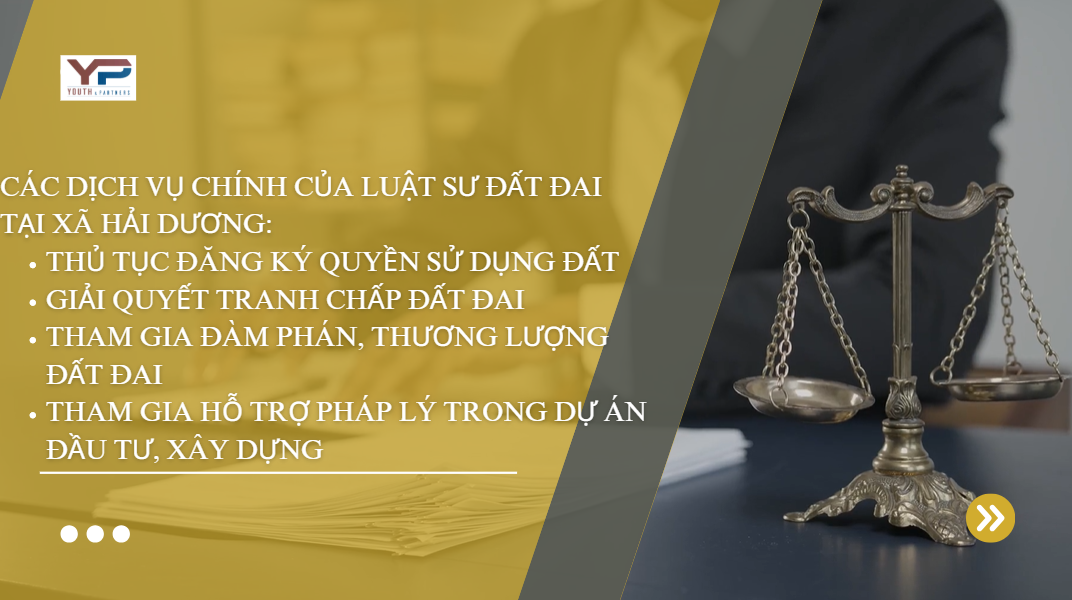 YP
YOUTH & PARTNERS
CÁC DỊCH VỤ CHÍNH CỦA LUẬT SƯ ĐẤT ĐAI
TẠI XÃ HẢI DƯƠNG:
• THỦ TỤC ĐĂNG KÝ QUYỀN SỬ DỤNG ĐẤT
• GIẢI QUYẾT TRANH CHẤP ĐẤT ĐAI
• THAM GIA ĐÀM PHÁN, THƯƠNG LƯỢNG
ĐẤT ĐAI
• THAM GIA HỖ TRỢ PHÁP LÝ TRONG DỰ ÁN
ĐẦU TƯ, XÂY DỰNG